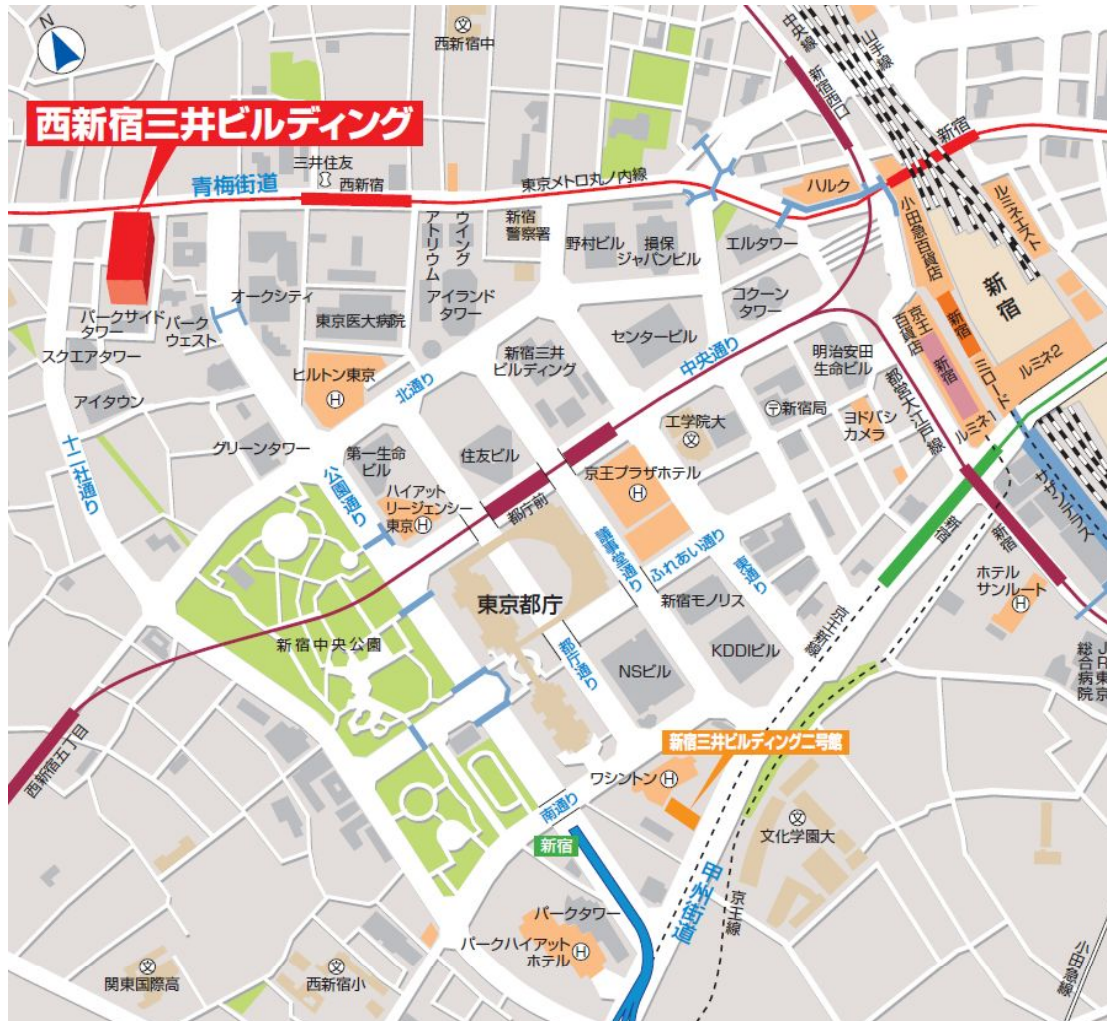 N
西新宿中
中央線
山手線
新宿西口
新宿
西新宿三井ビルディング
三井住友
西新宿
青梅街道
東京メトロ丸ノ内線
ハルク
小田急百貨店
ルミネエスト
アトリウム
ウイング
新宿
警察署
野村ビル
損保
ジャパンビル
エルタワー
新宿
オークシティ
パークサイド
タワー
パーク
ウェスト
スクエアタワー
東京医大病院
アイランド
タワー
センタービル
コクーン
タワー
京王
百貨店
新宿
新宿
ミロード
ルミネ2
ルミネ1
アイタウン
ヒルトン東京
H
北通り
新宿三井
ビルディング
中央通り
明治安田
生命ビル
都営大江戸線
グリーンタワー
第一生命
ビル
住友ビル
工学院大
文
〒新宿局
ヨドバシ
カメラ
十二社通り
公園通り
ハイアット
リージェンシー
東京H
都庁前
京王プラザホテル
H
議事堂通り
ふれあい通り
東通り
新宿
新宿
サザンテラス
ホテル
サンルート
H
東京都庁
新宿中央公園
新宿モノリス
都庁通り
NSビル
KDDIビル
京王新線
JR東京
総合病院
西新宿五丁目
新宿三井ビルディング二号館
ワシントンH
南通り
新宿
文
文化学園大
甲州街道
京王線
パークタワー
パークハイアット
ホテル
H
小田急線
文
関東国際高
文
西新宿小